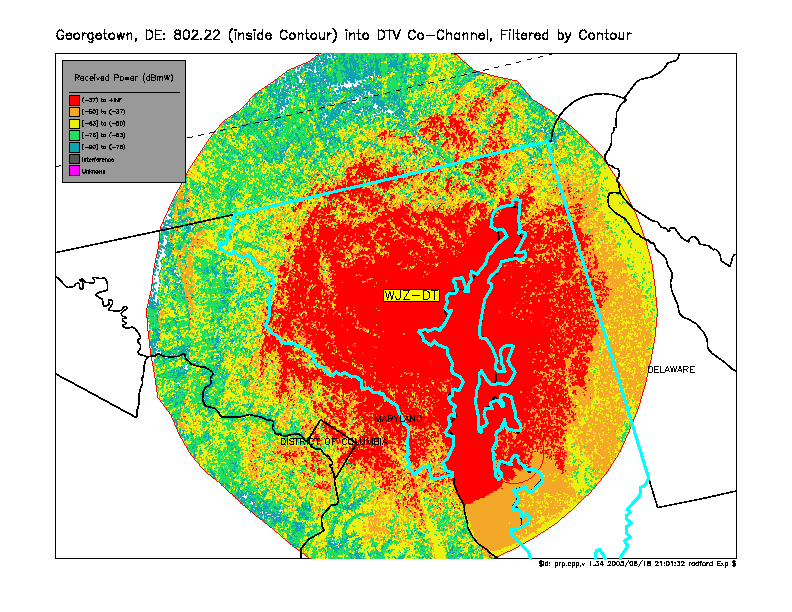 Georgetown, DE: 802.22 (inside Contour) into DTV Co-Channel, Filtered by Contour
Received Power (dBmW)
(-37) to +INF
(-50) to (-37)
(-63) to (-50)
(-76) to (-63)
(-90) to (-76)
Interference
Unknown
WJZ-DT
DELAWARE
MARYLAND
DISTRICT OF COLUMBIA
$Id: prp.cpp,v 1.54 2005/08/18 21:01:32 radford Exp $